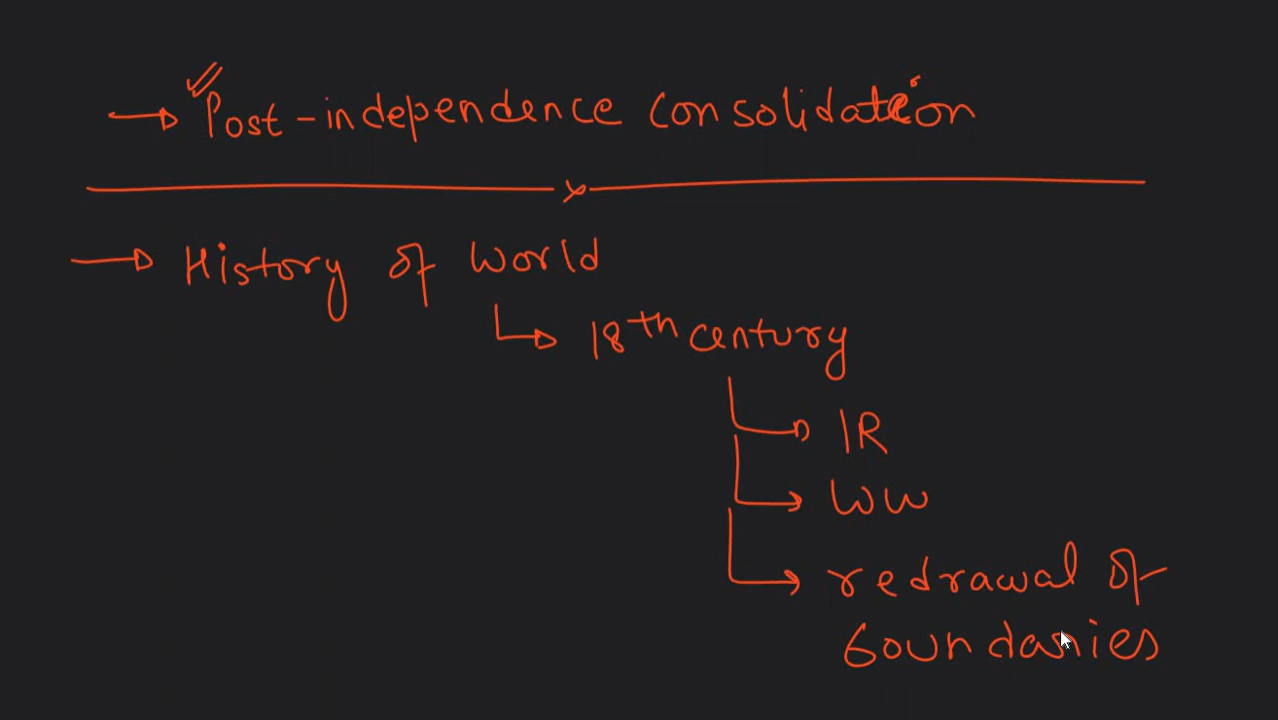 → Post-independence consolidation
→ History of World
↳ 18th century
→ IR
→ WW
→ redrawal of
boundaries